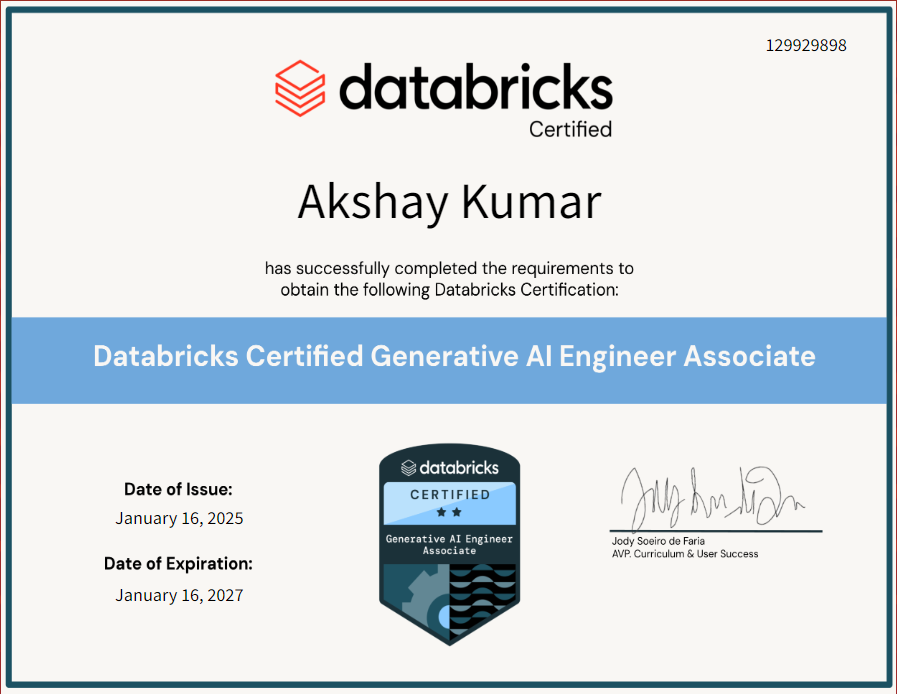 129929898
databricks
Certified
Akshay Kumar
has successfully completed the requirements to
obtain the following Databricks Certification:
Databricks Certified Generative AI Engineer Associate
Date of Issue:
January 16, 2025
Date of Expiration:
January 16, 2027
databricks
CERTIFIED
Generative AI Engineer
Associate
Jody Soeiro de Faria
AVP. Curriculum & User Success